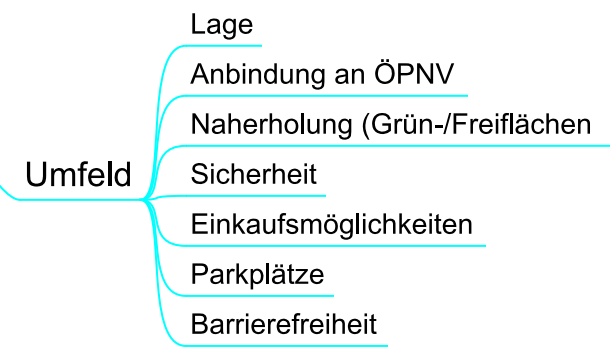 Lage
Anbindung an ÖPNV
Naherholung (Grün-/Freiflächen
Umfeld
Sicherheit
Einkaufsmöglichkeiten
Parkplätze
Barrierefreiheit